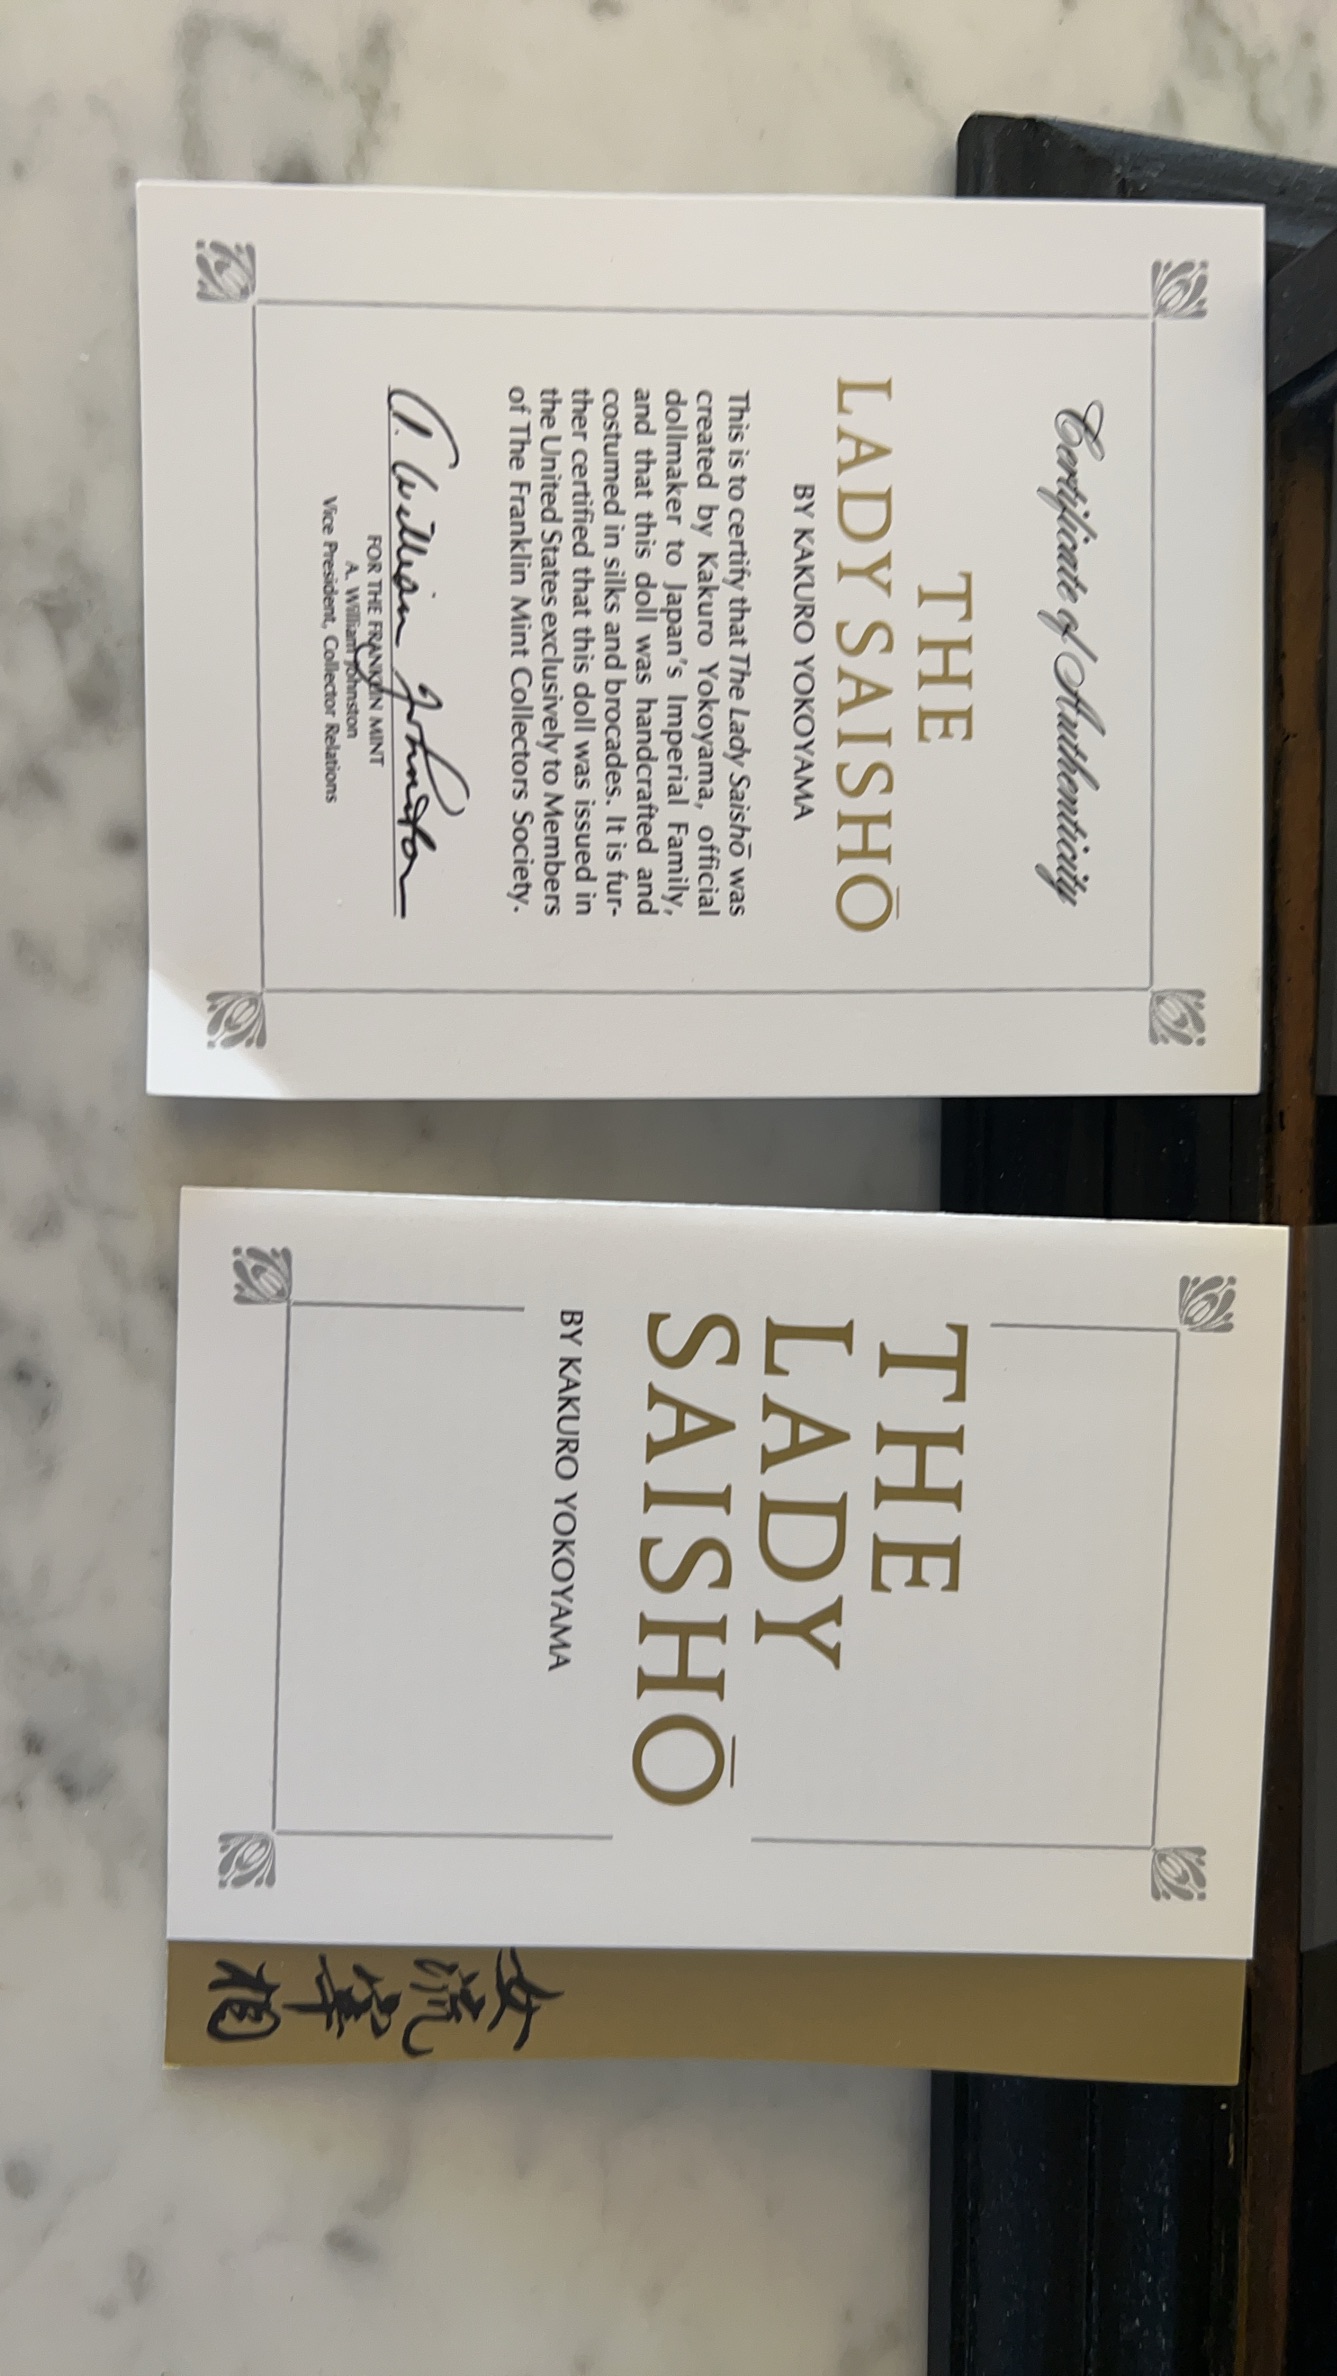 Certificate of Authenticity
THE
LADY SAISHŌ
BY KAKURO YOKOYAMA
This is to certify that The Lady Saishō was
created by Kakuro Yokoyama, official
dollmaker to Japan's Imperial Family,
and that this doll was handcrafted and
costumed in silks and brocades. It is fur-
ther certified that this doll was issued in
the United States exclusively to Members
of The Franklin Mint Collectors Society.
A. William Johnston
FOR THE FRANKLIN MINT
A. William Johnston
Vice President, Collector Relations
THE
LADY
SAISHŌ
BY KAKURO YOKOYAMA
女
流
宰
相